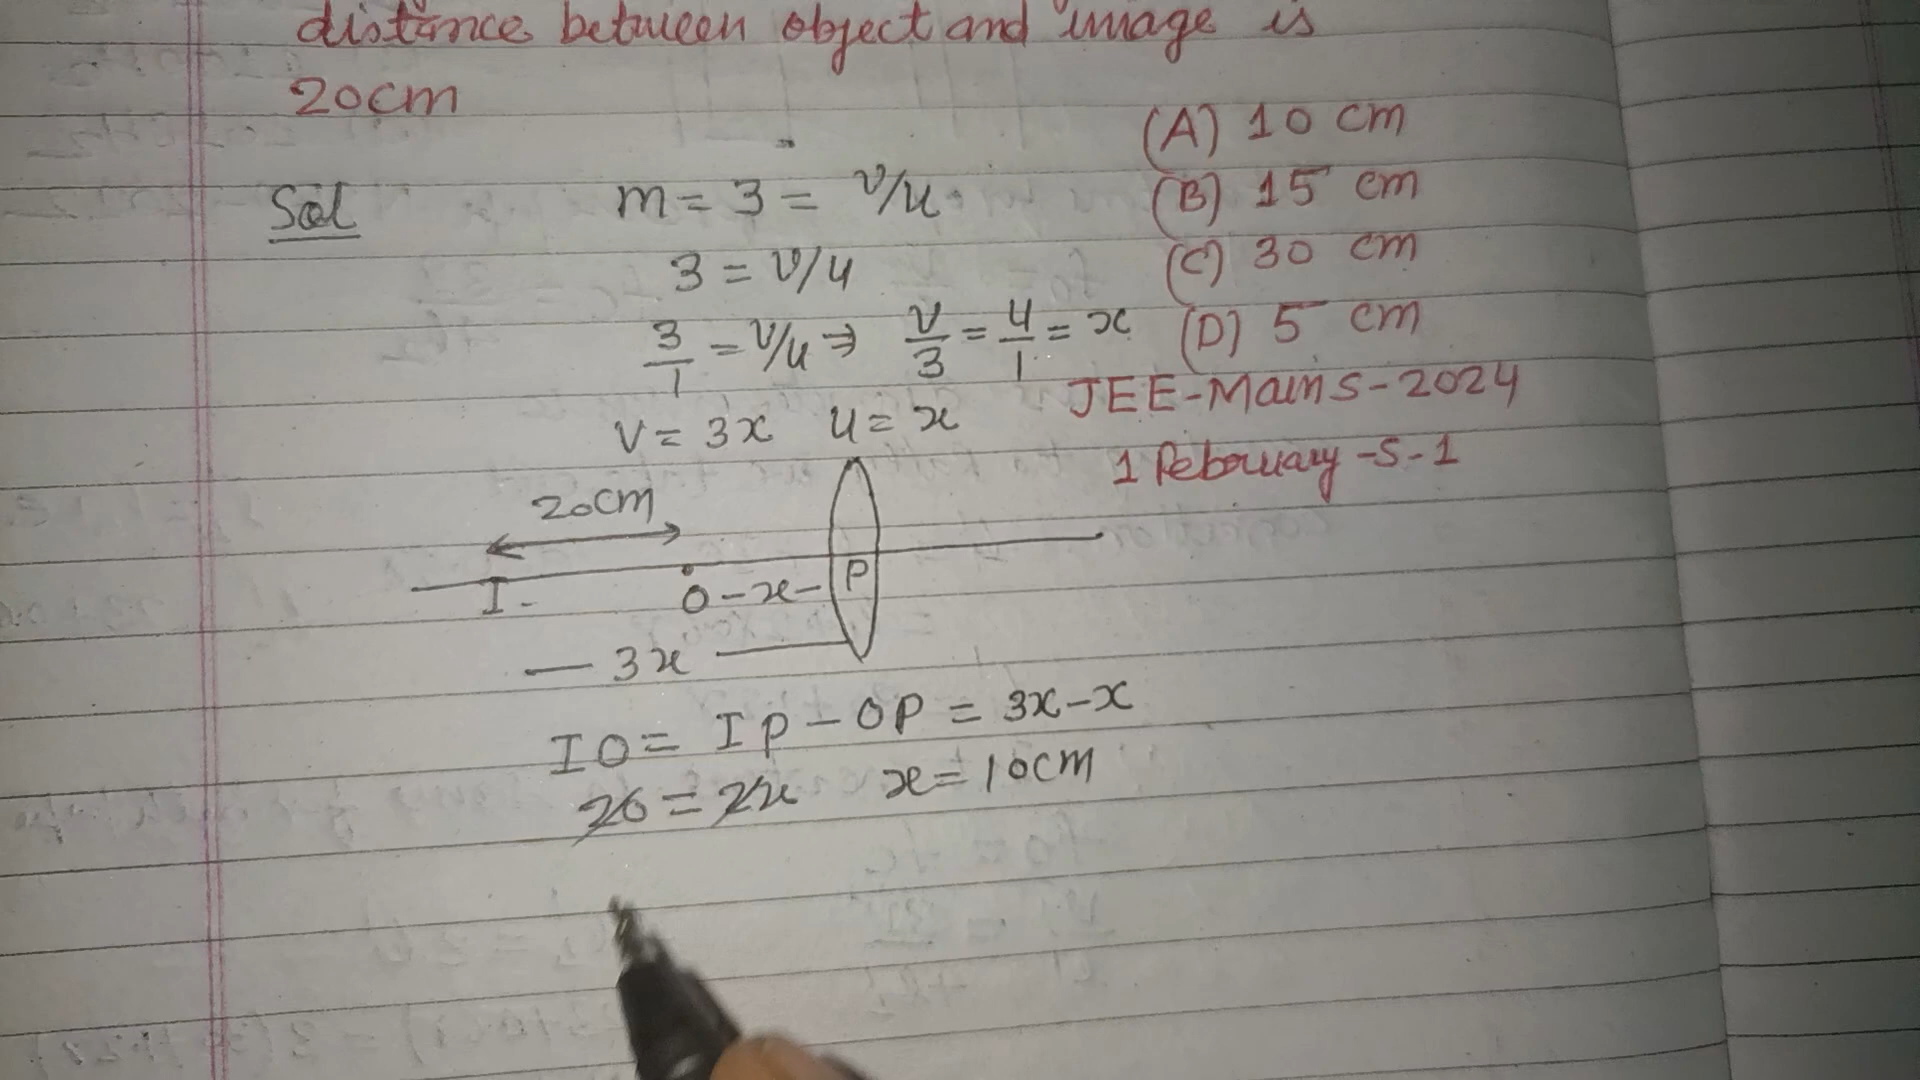 distance between object and image is
20cm
(A) 10 cm
(B) 15 cm
(C) 30 cm
(D) 5 cm
JEE-Mains-2024
1 February -S-1
Sol
m = 3 = v/u
3 = v/u
3/1 = v/u ⇒ v/3 = u/1 = x
v = 3x u = x
20cm
I O - x - P
3x
IO = IP - OP = 3x - x
20 = 2x x = 10cm